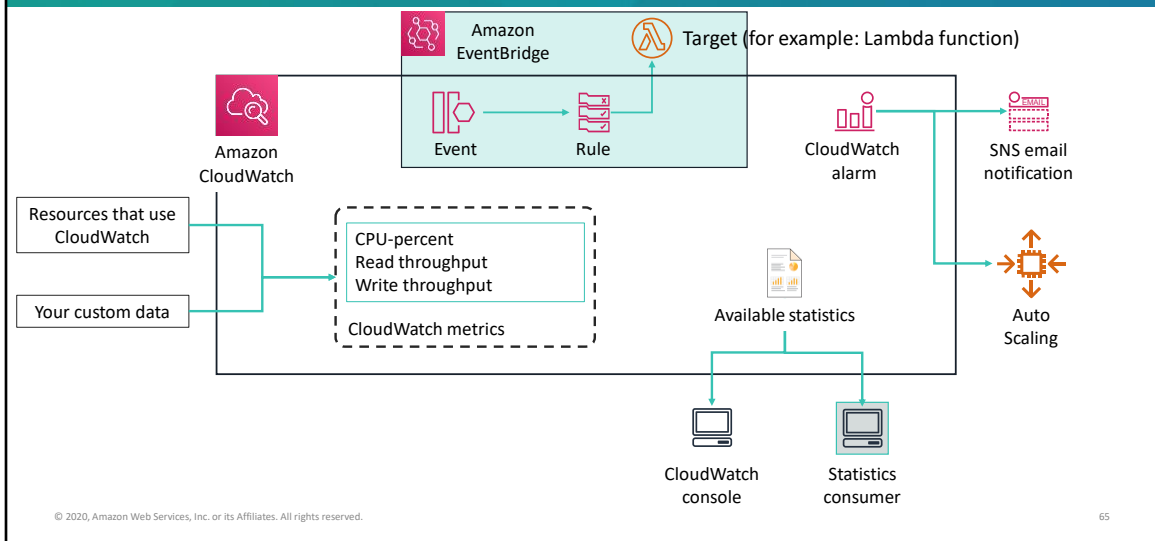 Amazon
EventBridge
Target (for example: Lambda function)
Event
Rule
Amazon
CloudWatch
CloudWatch
alarm
EMAIL
SNS email
notification
Resources that use
CloudWatch
Your custom data
CPU-percent
Read throughput
Write throughput
CloudWatch metrics
Available statistics
Auto
Scaling
CloudWatch
console
Statistics
consumer
© 2020, Amazon Web Services, Inc. or its Affiliates. All rights reserved.
65